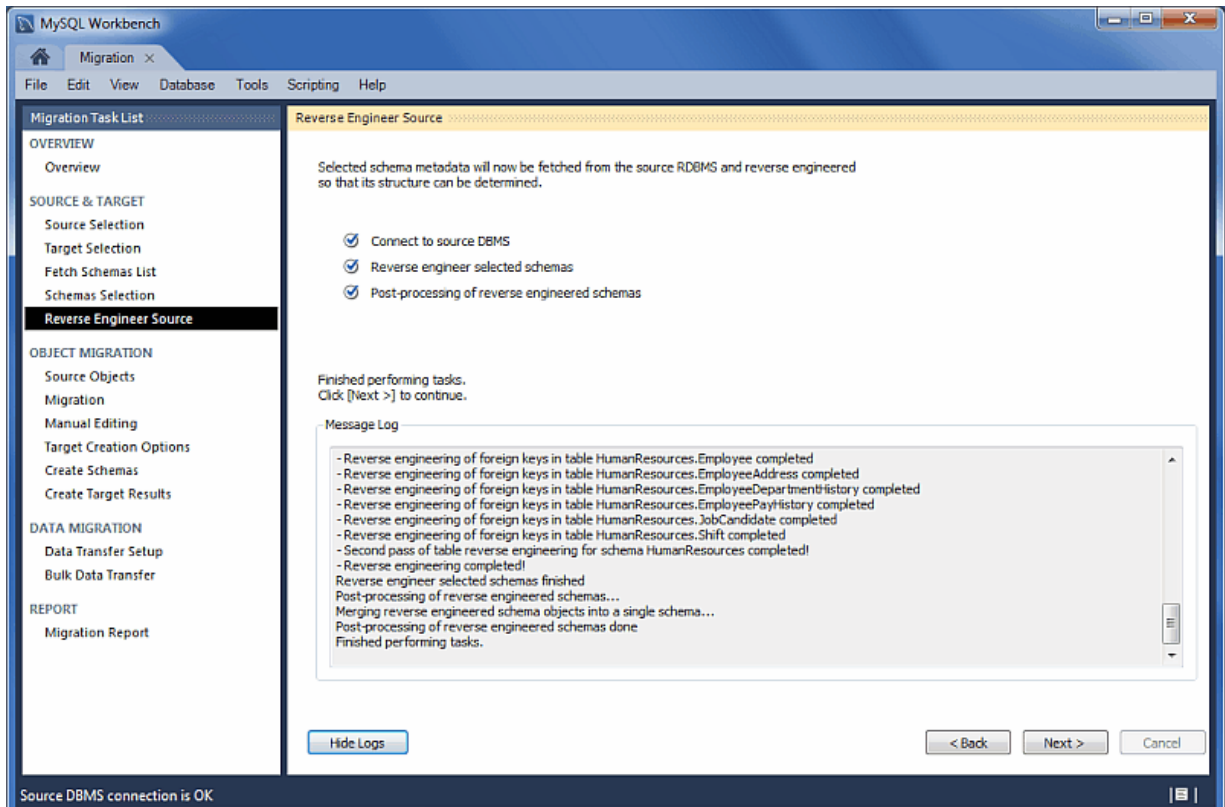 MySQL Workbench
Migration
File Edit View Database Tools Scripting Help
Migration Task List
OVERVIEW
Overview
SOURCE & TARGET
Source Selection
Target Selection
Fetch Schemas List
Schemas Selection
Reverse Engineer Source
OBJECT MIGRATION
Source Objects
Migration
Manual Editing
Target Creation Options
Create Schemas
Create Target Results
DATA MIGRATION
Data Transfer Setup
Bulk Data Transfer
REPORT
Migration Report
Reverse Engineer Source
Selected schema metadata will now be fetched from the source RDBMS and reverse engineered
so that its structure can be determined.
Connect to source DBMS
Reverse engineer selected schemas
Post-processing of reverse engineered schemas
Finished performing tasks.
Click [Next >] to continue.
Message Log
- Reverse engineering of foreign keys in table HumanResources.Employee completed
- Reverse engineering of foreign keys in table HumanResources.EmployeeAddress completed
- Reverse engineering of foreign keys in table HumanResources.EmployeeDepartmentHistory completed
- Reverse engineering of foreign keys in table HumanResources.EmployeePayHistory completed
- Reverse engineering of foreign keys in table HumanResources.JobCandidate completed
- Reverse engineering of foreign keys in table HumanResources.Shift completed
- Second pass of table reverse engineering for schema HumanResources completed!
- Reverse engineering completed!
Reverse engineer selected schemas finished
Post-processing of reverse engineered schemas...
Merging reverse engineered schema objects into a single schema...
Post-processing of reverse engineered schemas done
Finished performing tasks.
Hide Logs < Back Next > Cancel
Source DBMS connection is OK